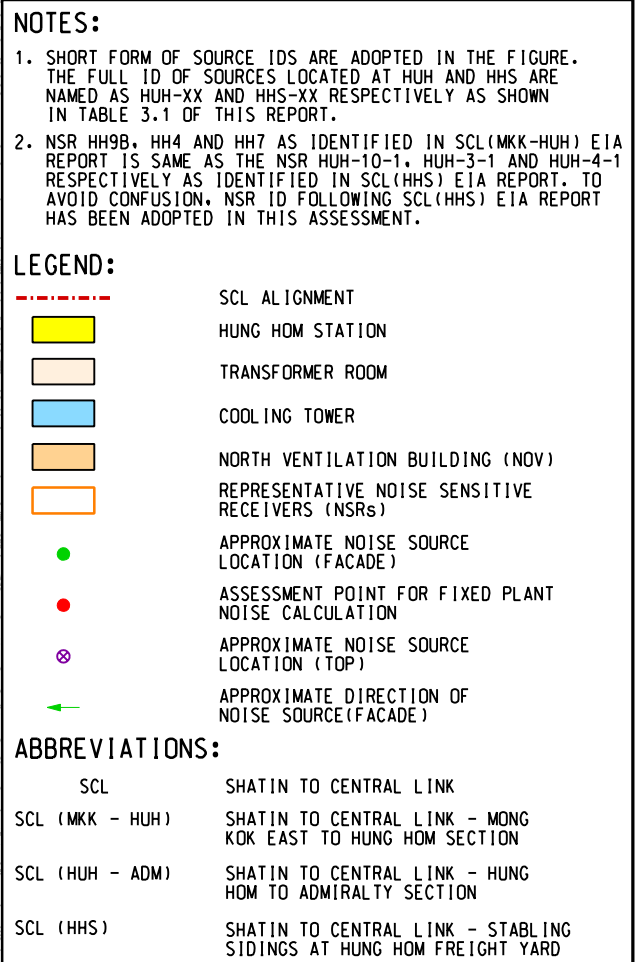 NOTES:
1. SHORT FORM OF SOURCE IDS ARE ADOPTED IN THE FIGURE.
THE FULL ID OF SOURCES LOCATED AT HUH AND HHS ARE
NAMED AS HUH-XX AND HHS-XX RESPECTIVELY AS SHOWN
IN TABLE 3.1 OF THIS REPORT.
2. NSR HH9B, HH4 AND HH7 AS IDENTIFIED IN SCL(MKK-HUH) EIA
REPORT IS SAME AS THE NSR HUH-10-1, HUH-3-1 AND HUH-4-1
RESPECTIVELY AS IDENTIFIED IN SCL(HHS) EIA REPORT. TO
AVOID CONFUSION, NSR ID FOLLOWING SCL(HHS) EIA REPORT
HAS BEEN ADOPTED IN THIS ASSESSMENT.
LEGEND:
SCL ALIGNMENT
HUNG HOM STATION
TRANSFORMER ROOM
COOLING TOWER
NORTH VENTILATION BUILDING (NOV)
REPRESENTATIVE NOISE SENSITIVE
RECEIVERS (NSRs)
APPROXIMATE NOISE SOURCE
LOCATION (FACADE)
ASSESSMENT POINT FOR FIXED PLANT
NOISE CALCULATION
APPROXIMATE NOISE SOURCE
LOCATION (TOP)
APPROXIMATE DIRECTION OF
NOISE SOURCE(FACADE)
ABBREVIATIONS:
SCL SHATIN TO CENTRAL LINK
SCL (MKK - HUH) SHATIN TO CENTRAL LINK - MONG
KOK EAST TO HUNG HOM SECTION
SCL (HUH - ADM) SHATIN TO CENTRAL LINK - HUNG
HOM TO ADMIRALTY SECTION
SCL (HHS) SHATIN TO CENTRAL LINK - STABLING
SIDINGS AT HUNG HOM FREIGHT YARD